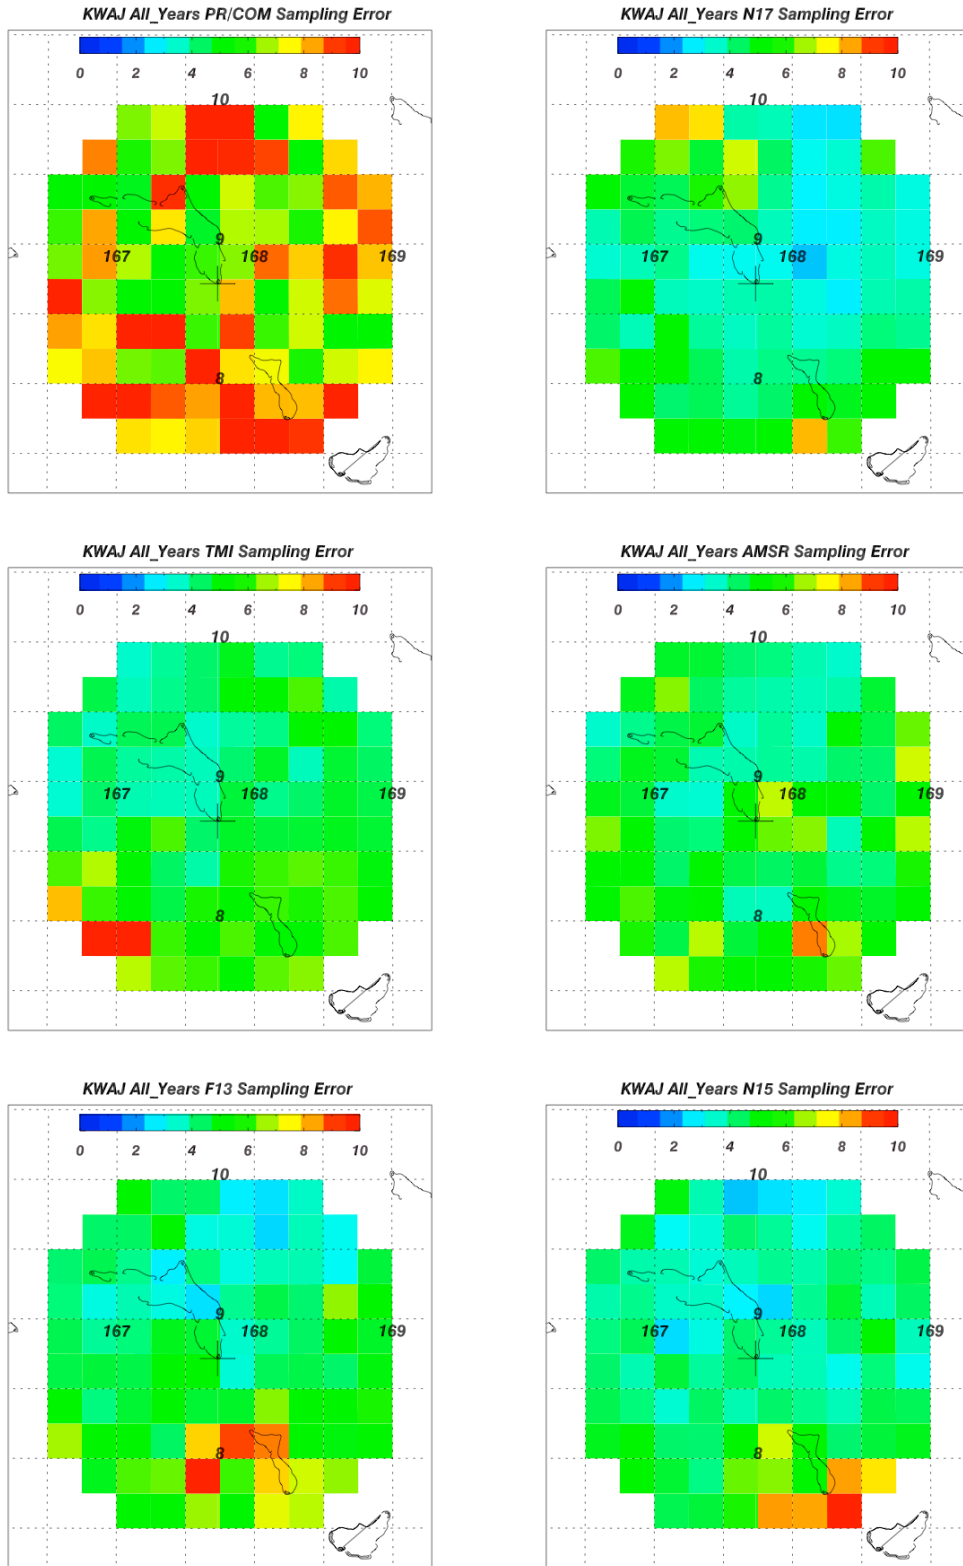 KWAJ All_Years PR/COM Sampling Error
0 2 4 6 8 10
10
9
167 168 169
8
KWAJ All_Years N17 Sampling Error
0 2 4 6 8 10
10
9
167 168 169
8
KWAJ All_Years TMI Sampling Error
0 2 4 6 8 10
10
9
167 168 169
8
KWAJ All_Years AMSR Sampling Error
0 2 4 6 8 10
10
9
167 168 169
8
KWAJ All_Years F13 Sampling Error
0 2 4 6 8 10
10
9
167 168 169
8
KWAJ All_Years N15 Sampling Error
0 2 4 6 8 10
10
9
167 168 169
8